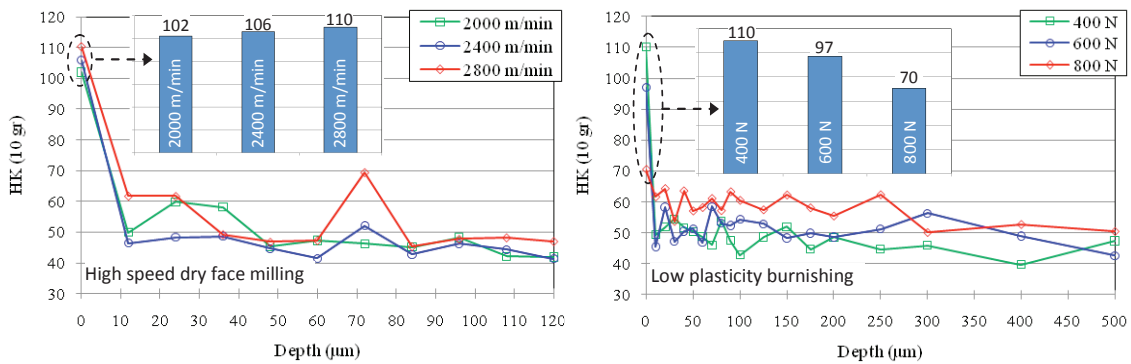 120
110
100
90
80
70
60
50
40
30
HK (10 gr)
102 106 110
2000 m/min
2400 m/min
2800 m/min
2000 m/min
2400 m/min
2800 m/min
High speed dry face milling
0 10 20 30 40 50 60 70 80 90 100 110 120
Depth (µm)
120
110
100
90
80
70
60
50
40
30
HK (10 gr)
110 97 70
400 N
600 N
800 N
400 N
600 N
800 N
Low plasticity burnishing
0 50 100 150 200 250 300 350 400 450 500
Depth (µm)